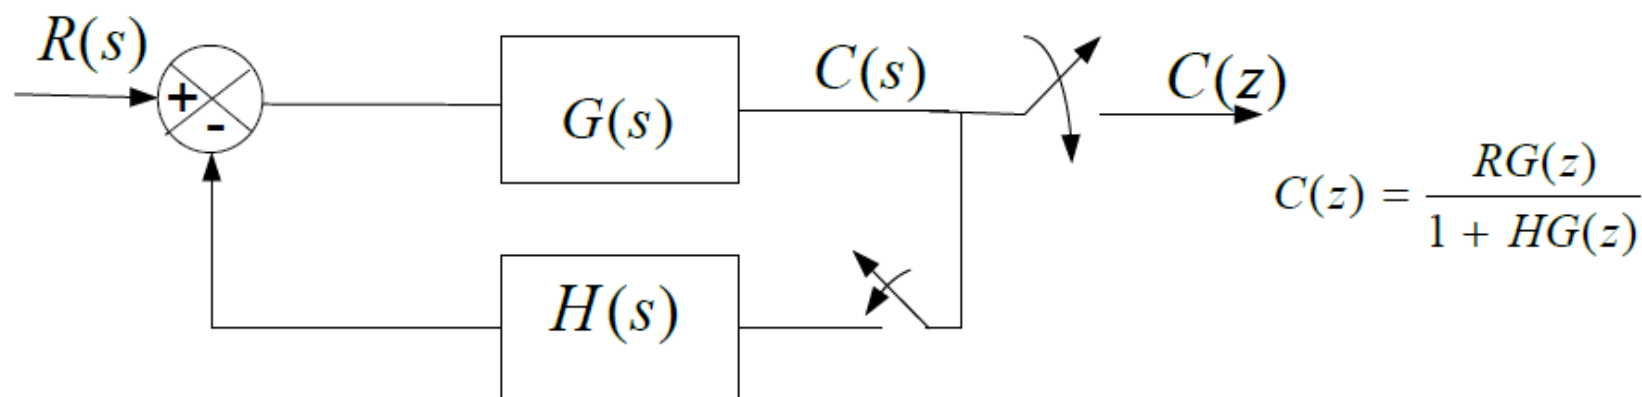 R(s)
+
-
G(s)
C(s)
C(z)
H(s)
C(z) = RG(z) / 1 + HG(z)